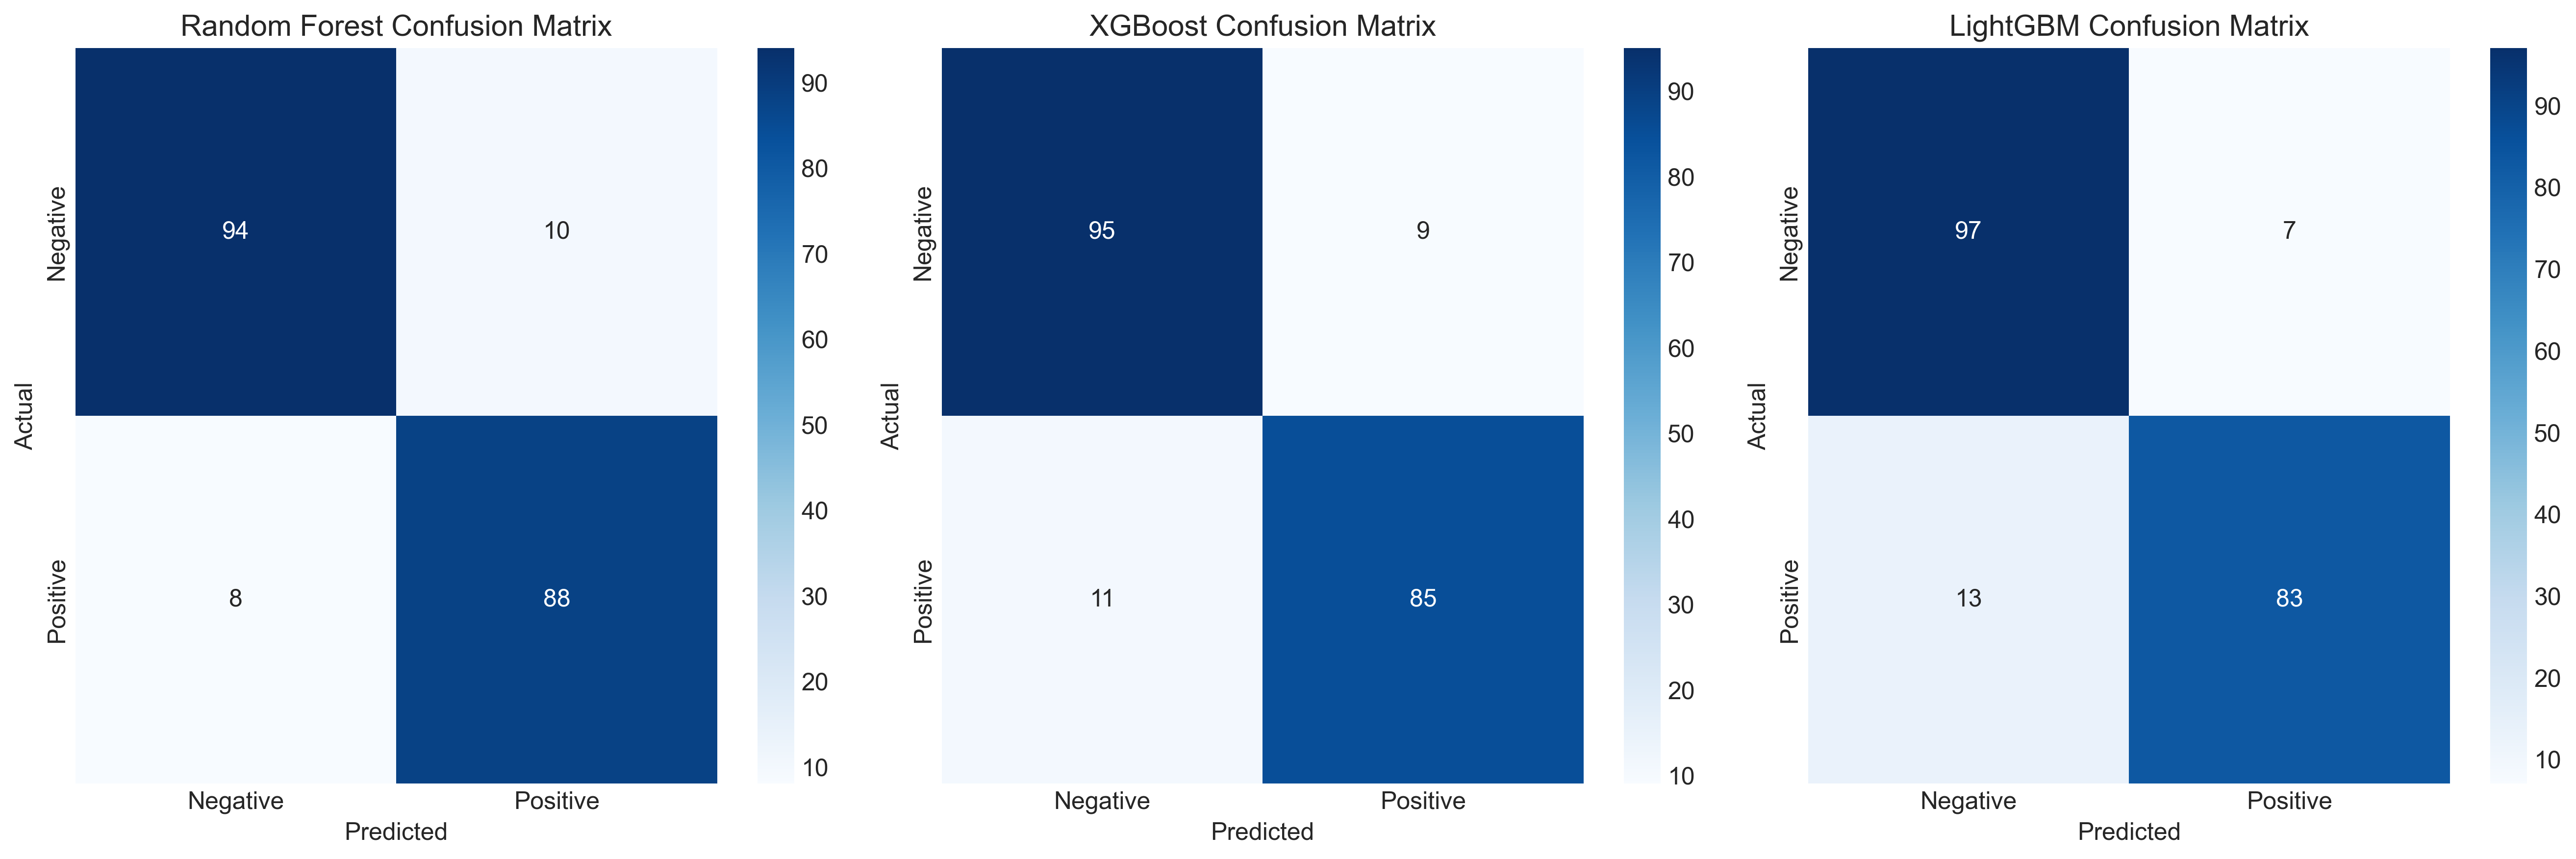 Random Forest Confusion Matrix
Actual
Negative
Positive
94
10
8
88
Negative
Positive
Predicted
90
80
70
60
50
40
30
20
10
XGBoost Confusion Matrix
Actual
Negative
Positive
95
9
11
85
Negative
Positive
Predicted
90
80
70
60
50
40
30
20
10
LightGBM Confusion Matrix
Actual
Negative
Positive
97
7
13
83
Negative
Positive
Predicted
90
80
70
60
50
40
30
20
10